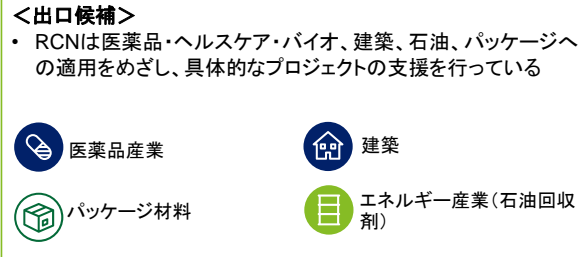 ＜出口候補＞
• RCNは医薬品・ヘルスケア・バイオ、建築、石油、パッケージへ
の適用をめざし、具体的なプロジェクトの支援を行っている
医薬品産業
建築
パッケージ材料
エネルギー産業（石油回収
剤）